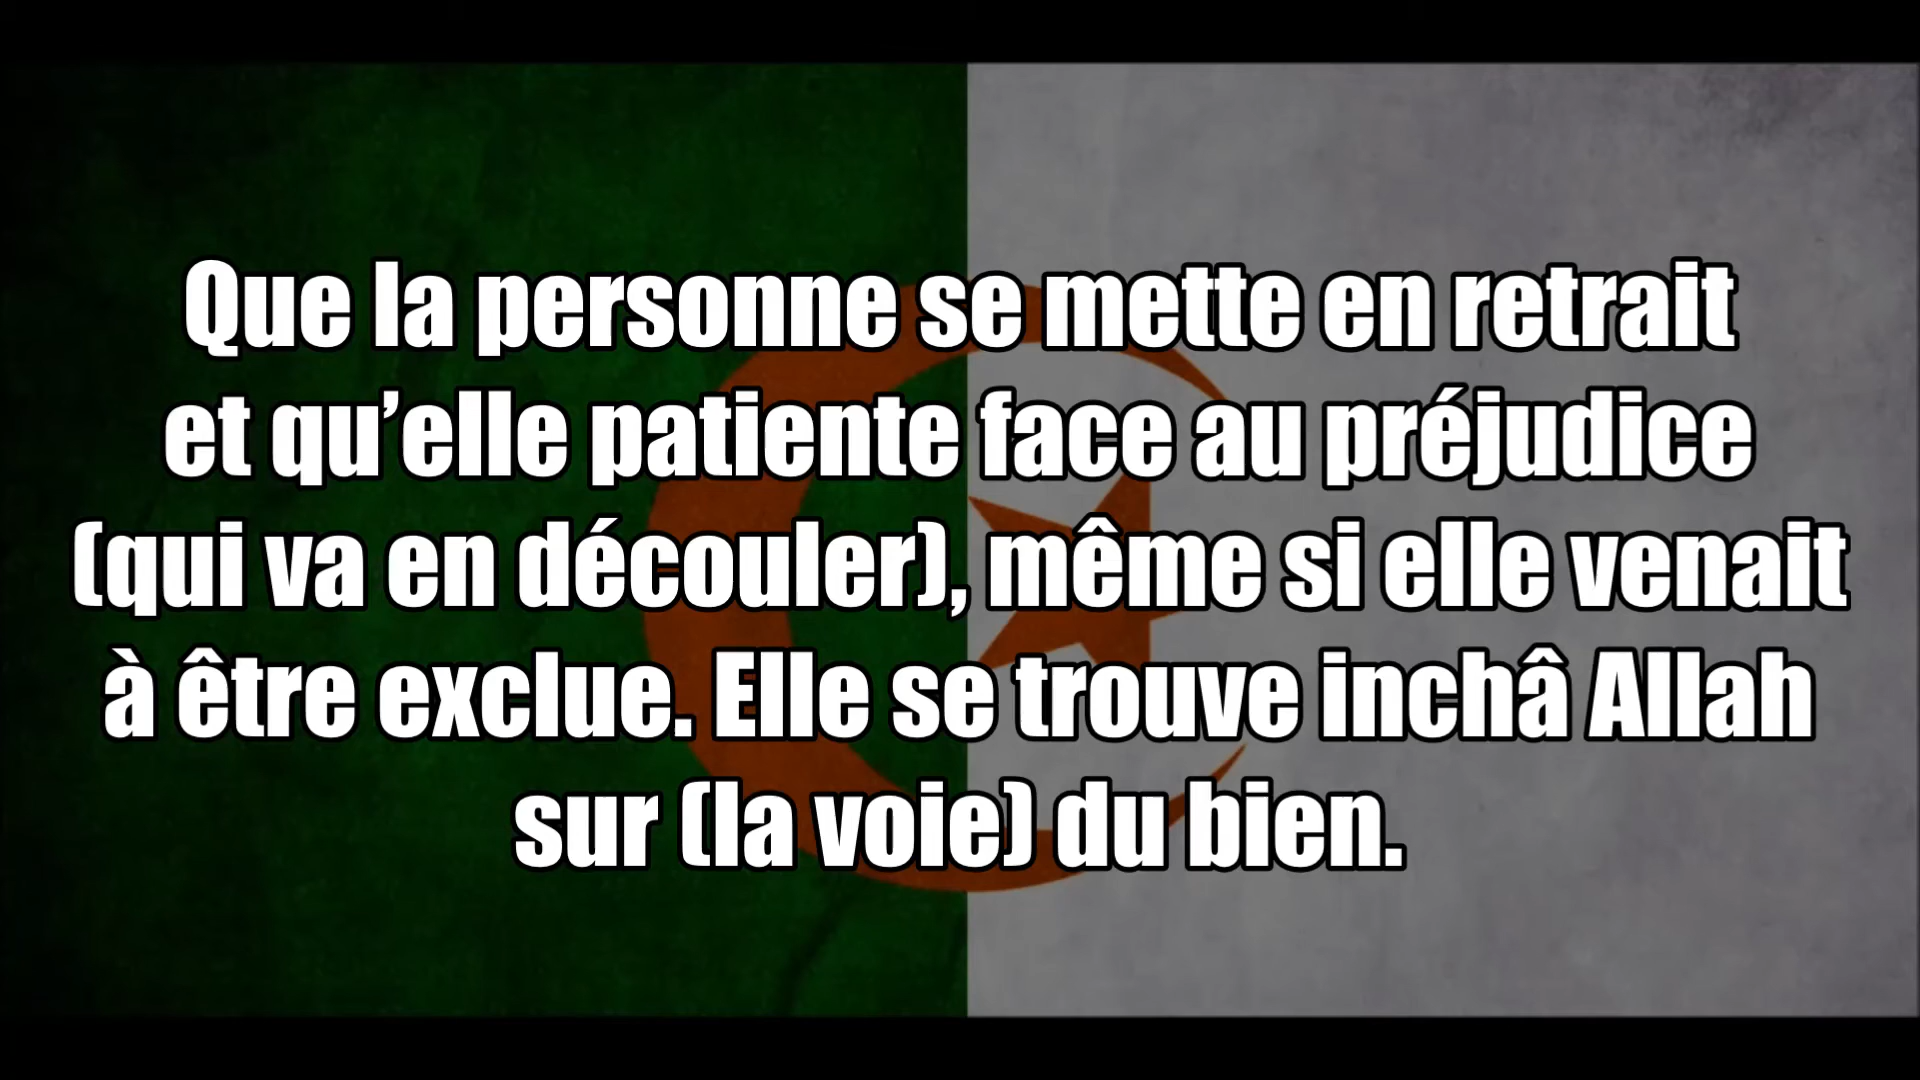 Que la personne se mette en retrait
et qu’elle patiente face au préjudice
(qui va en découler), même si elle venait
à être exclue. Elle se trouve inchâ Allah
sur (la voie) du bien.